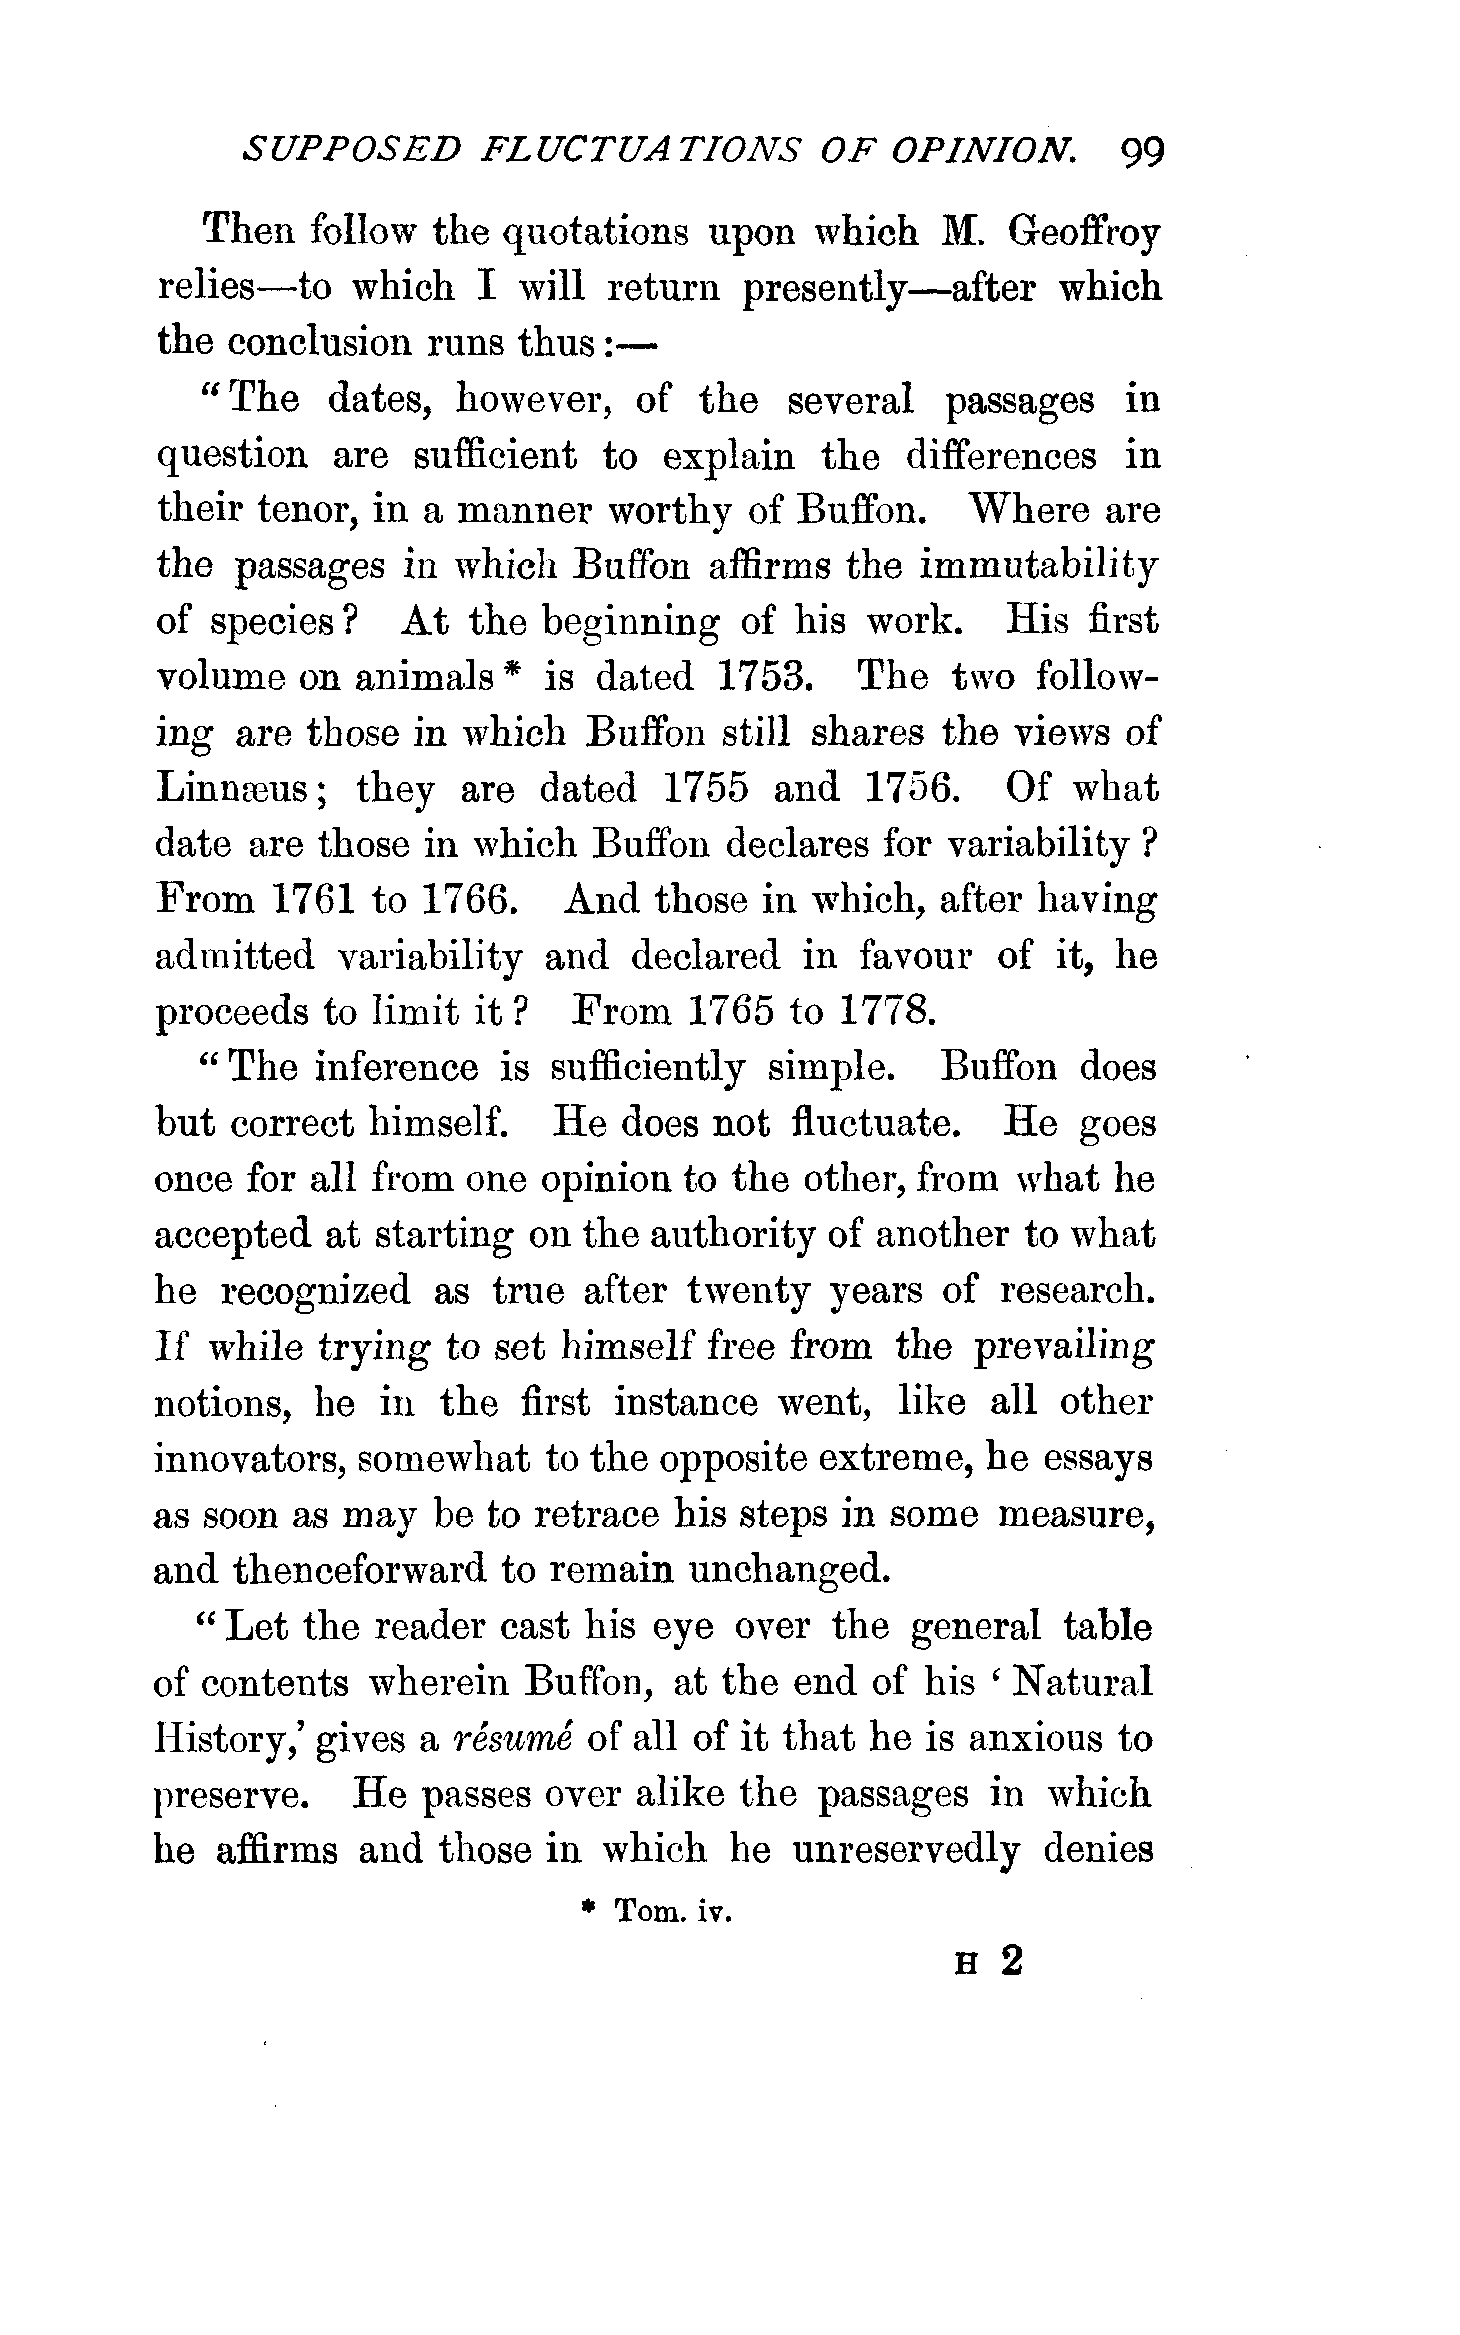 SUPPOSED FLUCTUATIONS OF OPINION. 99
Then follow the quotations upon which M. Geoffroy
relies—to which I will return presently—after which
the conclusion runs thus:—
“The dates, however, of the several passages in
question are sufficient to explain the differences in
their tenor, in a manner worthy of Buffon. Where are
the passages in which Buffon affirms the immutability
of species? At the beginning of his work. His first
volume on animals * is dated 1753. The two follow-
ing are those in which Buffon still shares the views of
Linnæus; they are dated 1755 and 1756. Of what
date are those in which Buffon declares for variability?
From 1761 to 1766. And those in which, after having
admitted variability and declared in favour of it, he
proceeds to limit it? From 1765 to 1778.
“The inference is sufficiently simple. Buffon does
but correct himself. He does not fluctuate. He goes
once for all from one opinion to the other, from what he
accepted at starting on the authority of another to what
he recognized as true after twenty years of research.
If while trying to set himself free from the prevailing
notions, he in the first instance went, like all other
innovators, somewhat to the opposite extreme, he essays
as soon as may be to retrace his steps in some measure,
and thenceforward to remain unchanged.
“Let the reader cast his eye over the general table
of contents wherein Buffon, at the end of his ‘Natural
History,’ gives a résumé of all of it that he is anxious to
preserve. He passes over alike the passages in which
he affirms and those in which he unreservedly denies
* Tom. iv.
H 2